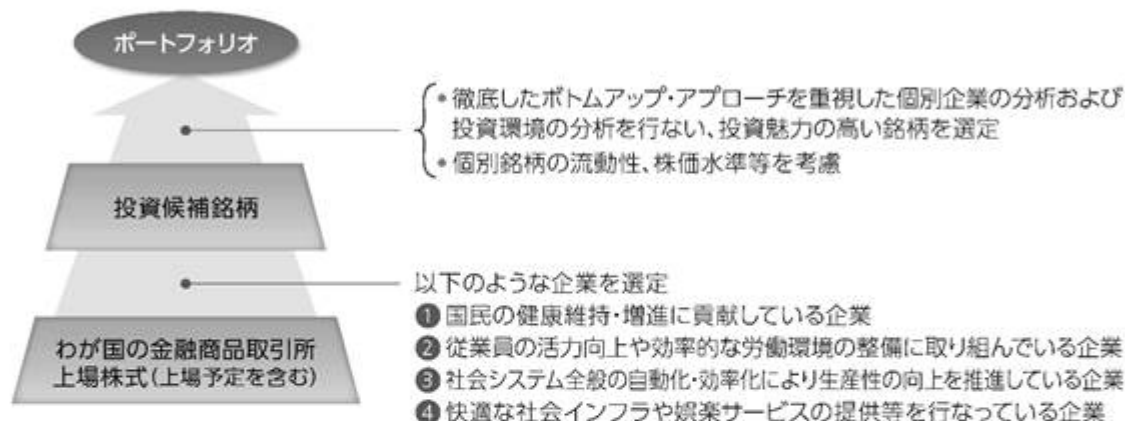 ポートフォリオ
• 徹底したボトムアップ・アプローチを重視した個別企業の分析および
投資環境の分析を行ない、投資魅力の高い銘柄を選定
• 個別銘柄の流動性、株価水準等を考慮
投資候補銘柄
以下のような企業を選定
❶ 国民の健康維持・増進に貢献している企業
❷ 従業員の活力向上や効率的な労働環境の整備に取り組んでいる企業
❸ 社会システム全般の自動化・効率化により生産性の向上を推進している企業
❹ 快適な社会インフラや娯楽サービスの提供等を行なっている企業
わが国の金融商品取引所
上場株式(上場予定を含む)